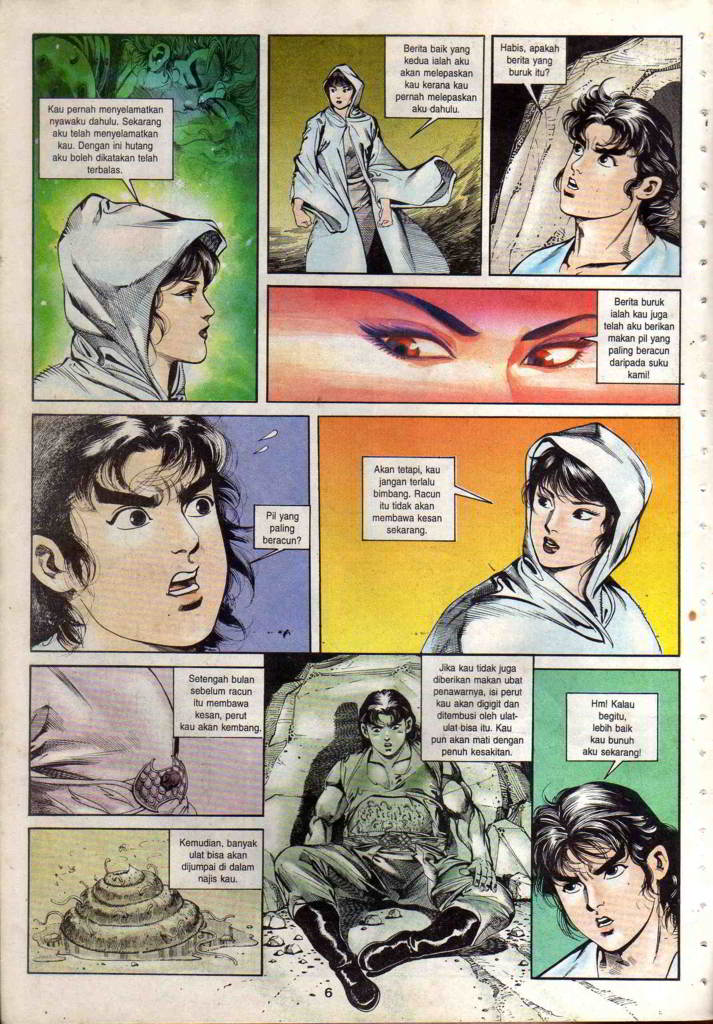 Kau pernah menyelamatkan
nyawaku dahulu. Sekarang
aku telah menyelamatkan
kau. Dengan ini hutang
aku boleh dikatakan telah
terbalas.
Berita baik yang
kedua ialah aku
akan melepaskan
kau kerana kau
pernah melepaskan
aku dahulu.
Habis, apakah
berita yang
buruk itu?
Berita buruk
ialah kau juga
telah aku berikan
makan pil yang
paling beracun
daripada suku
kami!
Pil yang
paling
beracun?
Akan tetapi, kau
jangan terlalu
bimbang. Racun
itu tidak akan
membawa kesan
sekarang.
Setengah bulan
sebelum racun
itu membawa
kesan, perut
kau akan kembang.
Kemudian, banyak
ulat bisa akan
dijumpai di dalam
najis kau.
Jika kau tidak juga
diberikan makan ubat
penawarnya, isi perut
kau akan digigit dan
ditembusi oleh ulat-
ulat bisa itu. Kau
pun akan mati dengan
penuh kesakitan.
Hm! Kalau
begitu,
lebih baik
kau bunuh
aku sekarang!
6